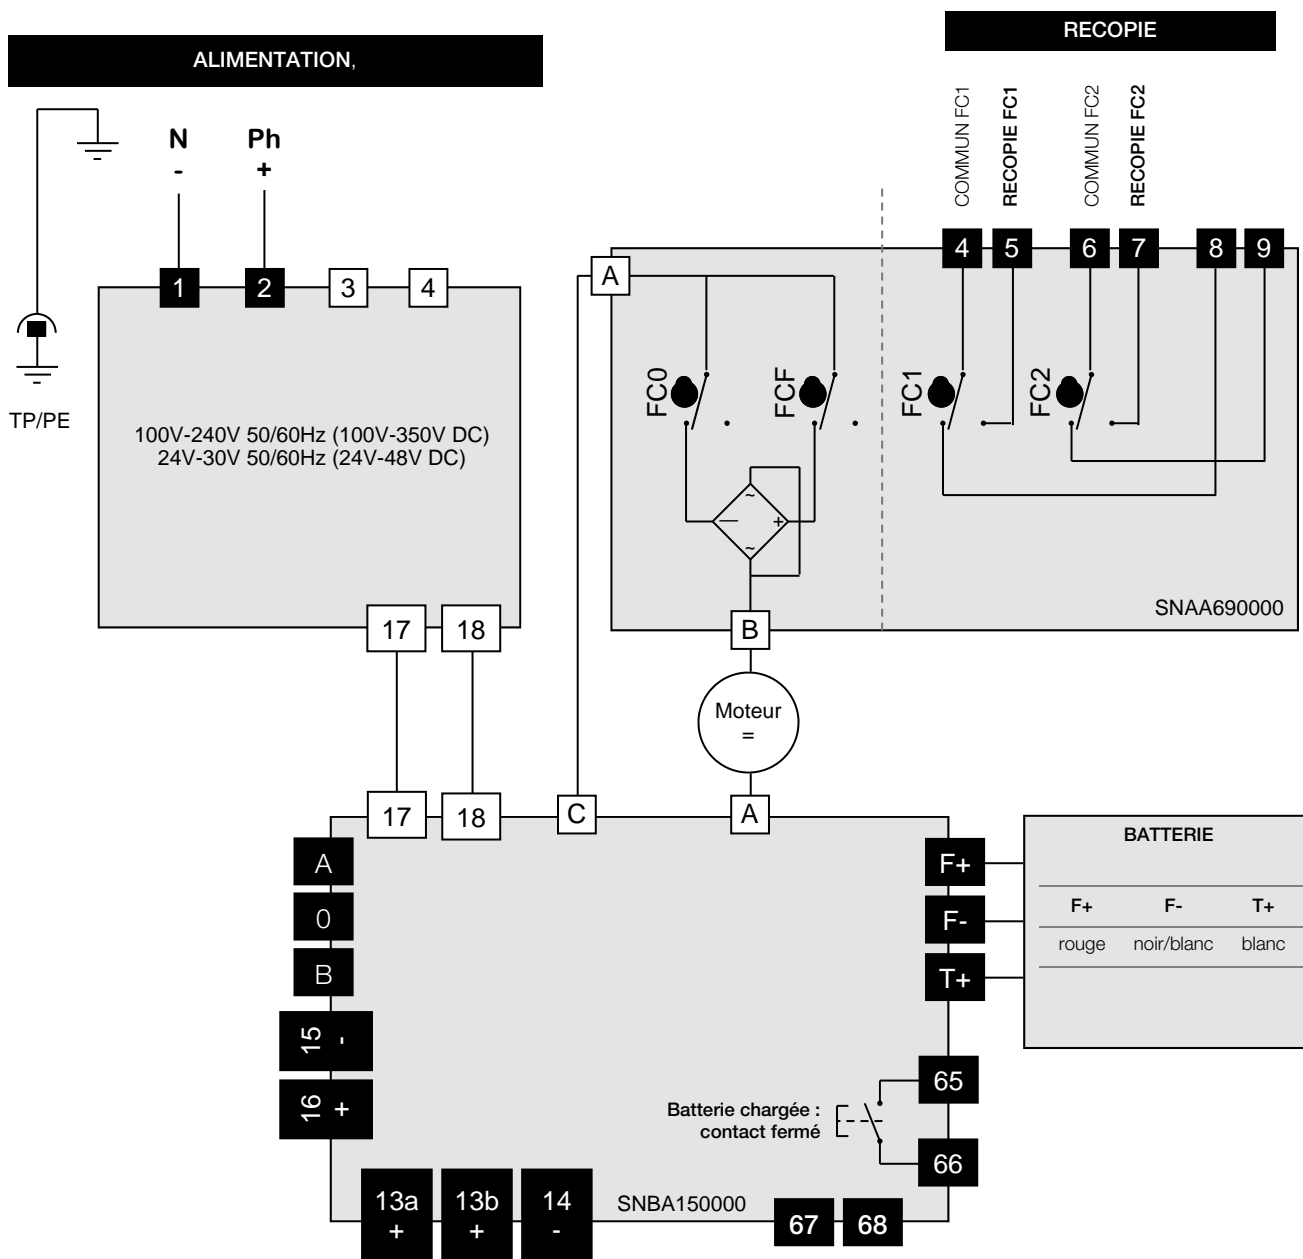 ALIMENTATION,
RECOPIE
COMMUN FC1
RECOPIE FC1
COMMUN FC2
RECOPIE FC2
N
-
Ph
+
1
2
3
4
TP/PE
100V-240V 50/60Hz (100V-350V DC)
24V-30V 50/60Hz (24V-48V DC)
17
18
A
4
5
6
7
8
9
FC0
FCF
FC1
FC2
~
— +
~
SNAA690000
B
Moteur
=
17
18
C
A
A
0
B
15 -
16 +
F+
F-
T+
BATTERIE
F+ F- T+
rouge noir/blanc blanc
65
Batterie chargée :
contact fermé
66
13a
+
13b
+
14
-
SNBA150000
67
68